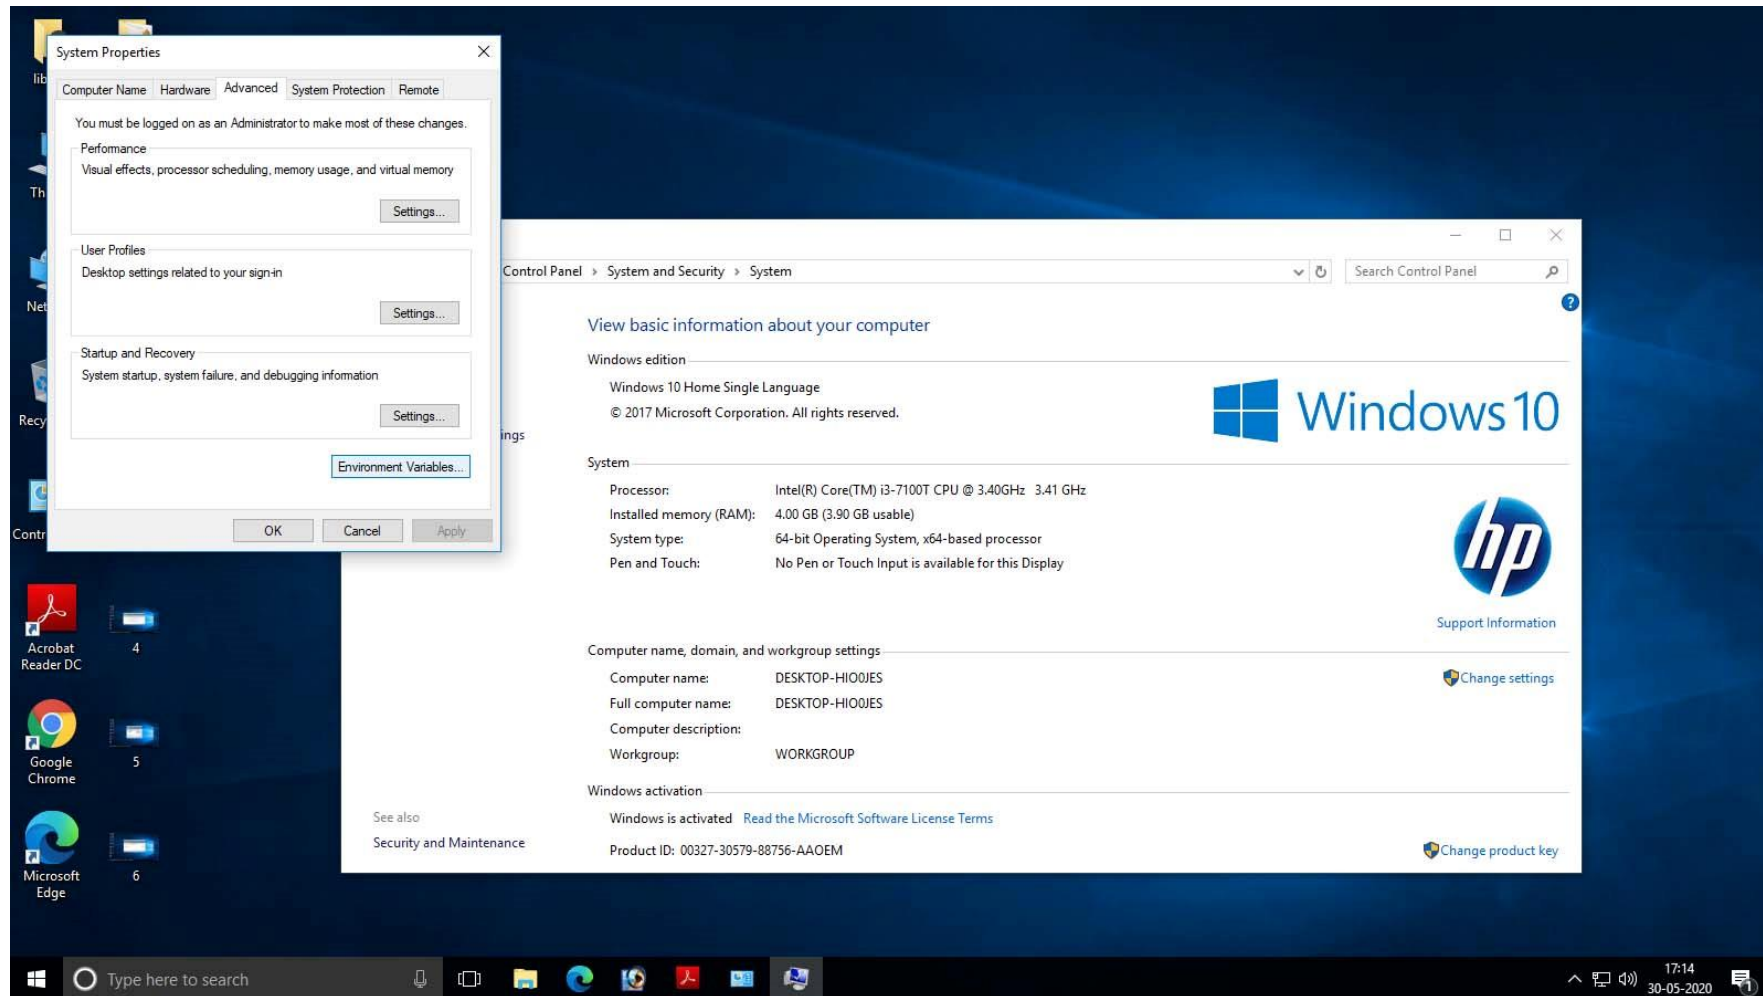 System Properties
Computer Name Hardware Advanced System Protection Remote
You must be logged on as an Administrator to make most of these changes.
Performance
Visual effects, processor scheduling, memory usage, and virtual memory
Settings...
User Profiles
Desktop settings related to your sign-in
Settings...
Startup and Recovery
System startup, system failure, and debugging information
Settings...
Environment Variables...
OK Cancel Apply
Control Panel > System and Security > System
Search Control Panel
?
View basic information about your computer
Windows edition
Windows 10 Home Single Language
© 2017 Microsoft Corporation. All rights reserved.
Windows 10
ings
System
Processor: Intel(R) Core(TM) i3-7100T CPU @ 3.40GHz 3.41 GHz
Installed memory (RAM): 4.00 GB (3.90 GB usable)
System type: 64-bit Operating System, x64-based processor
Pen and Touch: No Pen or Touch Input is available for this Display
hp
Support Information
Computer name, domain, and workgroup settings
Computer name: DESKTOP-HIO0JES
Change settings
Full computer name: DESKTOP-HIO0JES
Computer description:
Workgroup: WORKGROUP
Windows activation
Windows is activated Read the Microsoft Software License Terms
Product ID: 00327-30579-88756-AAOEM
Change product key
See also
Security and Maintenance
lib
Th
Net
Recy
Contr
Acrobat
Reader DC
4
Google
Chrome
5
Microsoft
Edge
6
Type here to search
17:14
30-05-2020
1